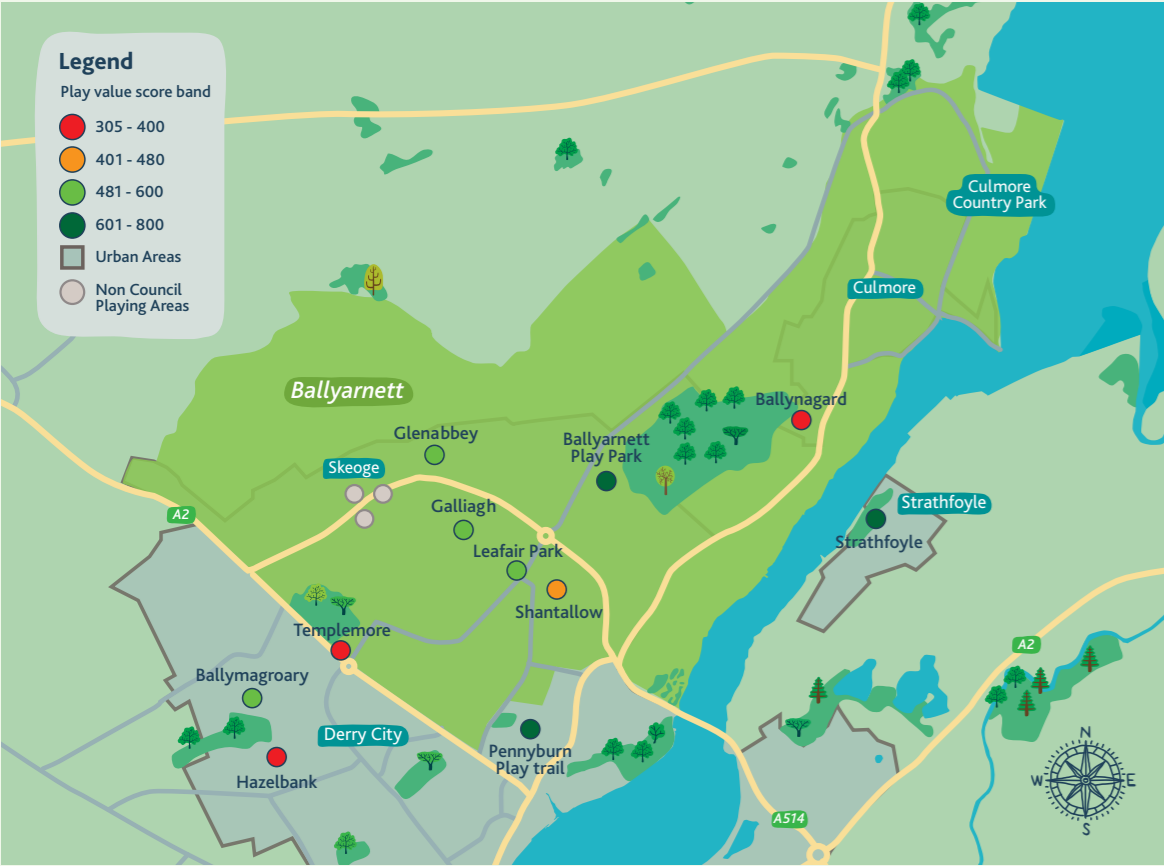 Legend
Play value score band
305 - 400
401 - 480
481 - 600
601 - 800
Urban Areas
Non Council
Playing Areas
Culmore
Country Park
Culmore
Ballyarnett
Ballynagard
Glenabbey
Ballyarnett
Play Park
Skeoge
Galliagh
Strathfoyle
A2
Strathfoyle
Leafair Park
Shantallow
Templemore
A2
Ballymagroary
Derry City
Pennyburn
Play trail
Hazelbank
A514
N
W
E
S